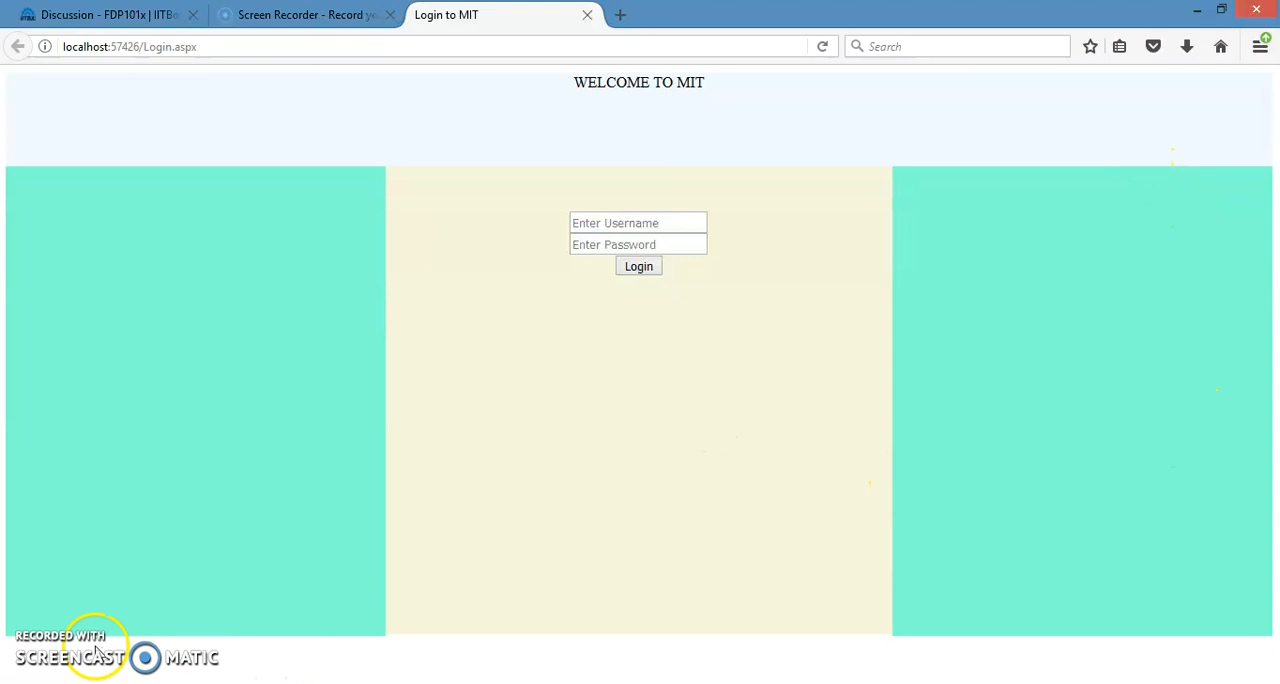 Discussion - FDP101x | IITBo
Screen Recorder - Record yo
Login to MIT
localhost:57426/Login.aspx
Search
WELCOME TO MIT
Enter Username
Enter Password
Login
RECORDED WITH
SCREENCAST MATIC